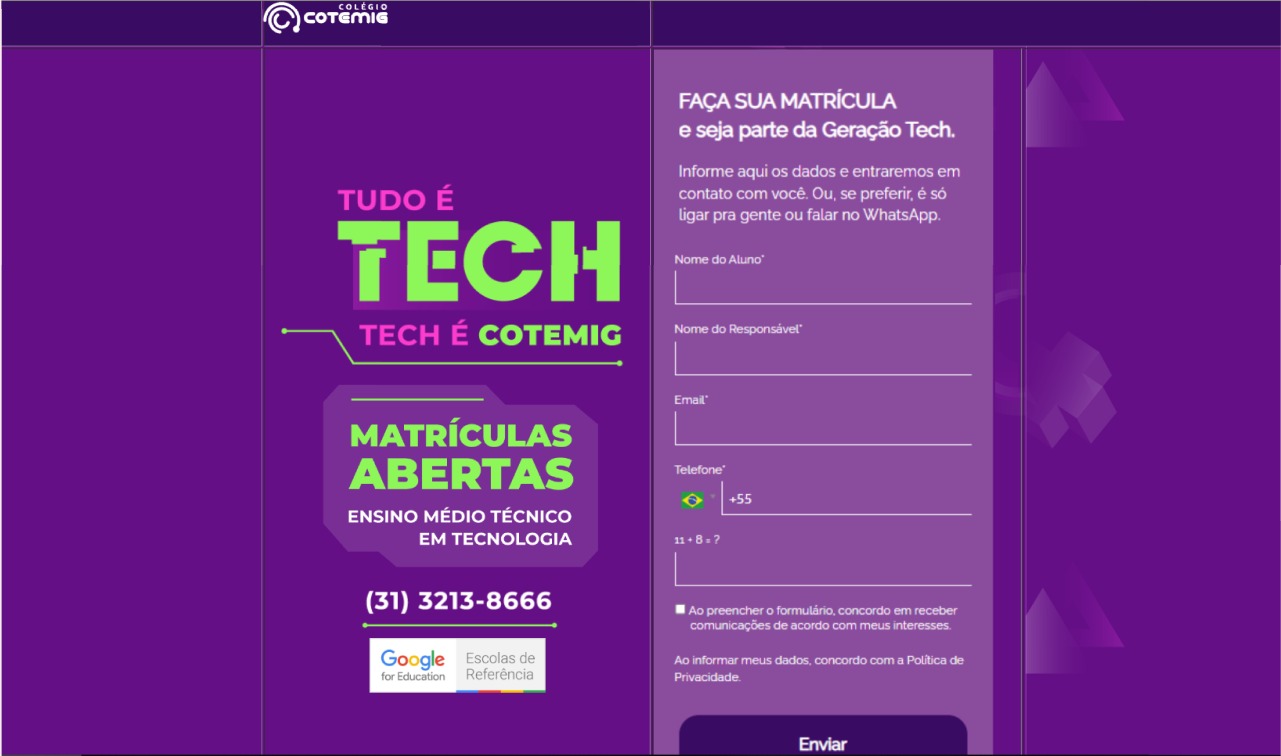 COLÉGIO
COTEMIG
TUDO É
TECH
TECH É COTEMIG
MATRÍCULAS
ABERTAS
ENSINO MÉDIO TÉCNICO
EM TECNOLOGIA
(31) 3213-8666
Google
for Education
Escolas de
Referência
FAÇA SUA MATRÍCULA
e seja parte da Geração Tech.
Informe aqui os dados e entraremos em
contato com você. Ou, se preferir, é só
ligar pra gente ou falar no WhatsApp.
Nome do Aluno*
Nome do Responsável*
Email*
Telefone*
+55
11 + 8 = ?
Ao preencher o formulário, concordo em receber
comunicações de acordo com meus interesses.
Ao informar meus dados, concordo com a Política de
Privacidade.
Enviar